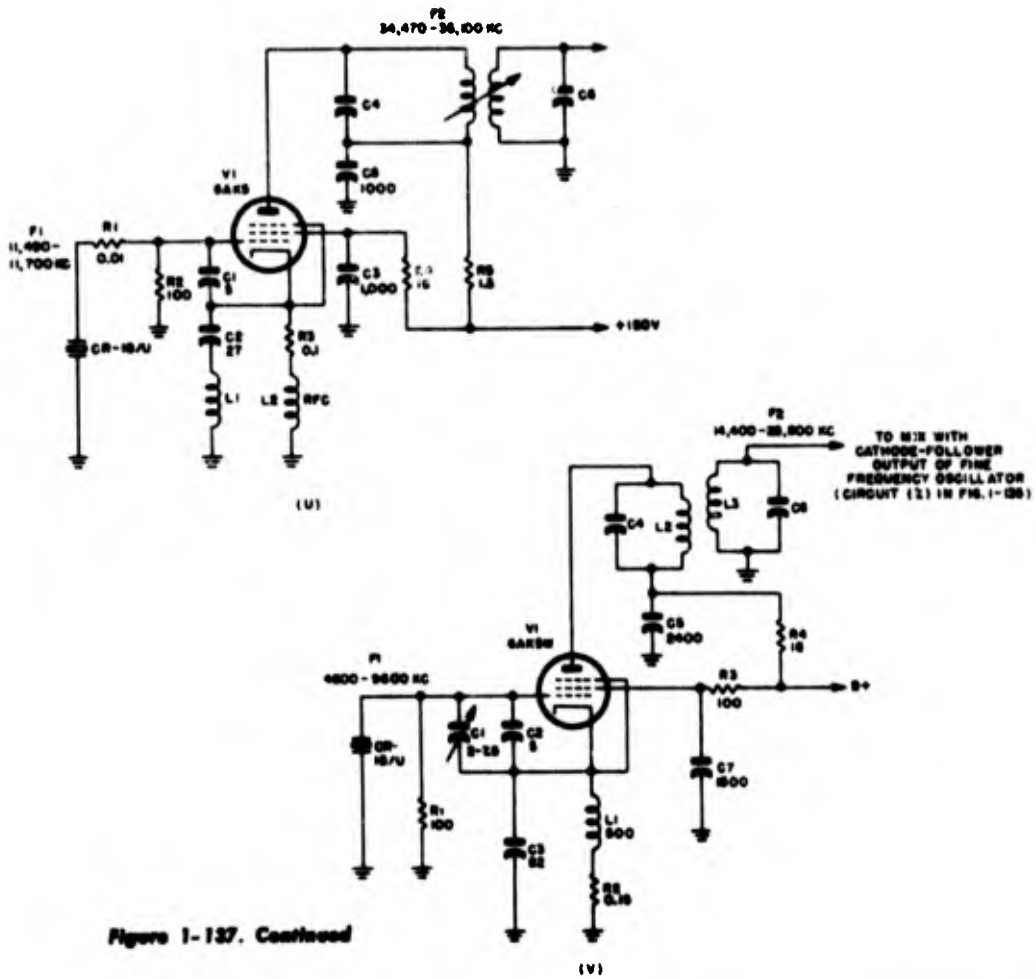 F2
34,470-35,100 KC
C4
C6
C5
1000
V1
6AK5
F1
11,490-
11,700 KC
R1
0.01
R2
100
C1
5
C3
1,000
R5
1.5
C2
27
R3
0.1
+150V
CR-18/U
L1
L2
RFC
(U)
F2
14,400-28,800 KC
TO MIX WITH
CATHODE-FOLLOWER
OUTPUT OF FINE
FREQUENCY OSCILLATOR
C4
L2
L3
C6
V1
6AK5W
C5
R4
F1
4800-9600 KC
R3
100
B+
C1
C2
5
CR-
18/U
R1
100
L1
500
C7
1500
C3
82
R2
0.15
Figure 1-137. Continued
(V)